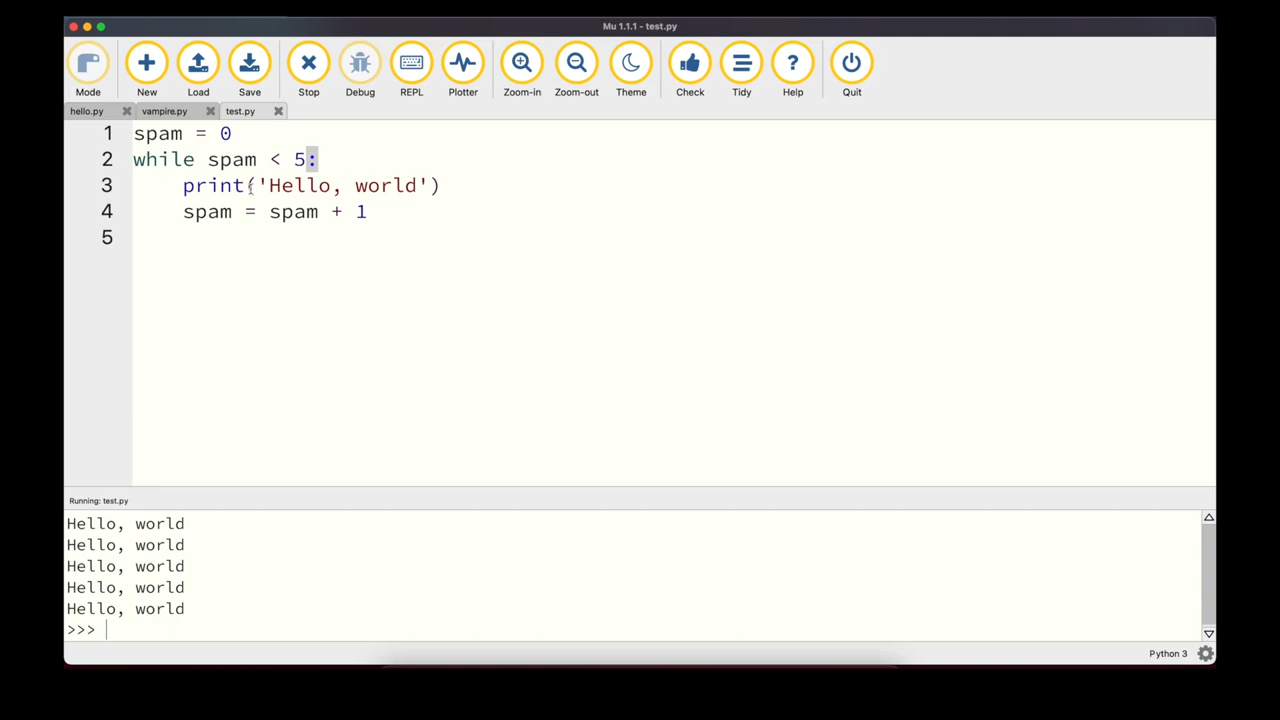 Mu 1.1.1 - test.py
Mode New Load Save Stop Debug REPL Plotter Zoom-in Zoom-out Theme Check Tidy Help Quit
hello.py vampire.py test.py
1 spam = 0
2 while spam < 5:
3     print('Hello, world')
4     spam = spam + 1
5
Running: test.py
Hello, world
Hello, world
Hello, world
Hello, world
Hello, world
>>>
Python 3